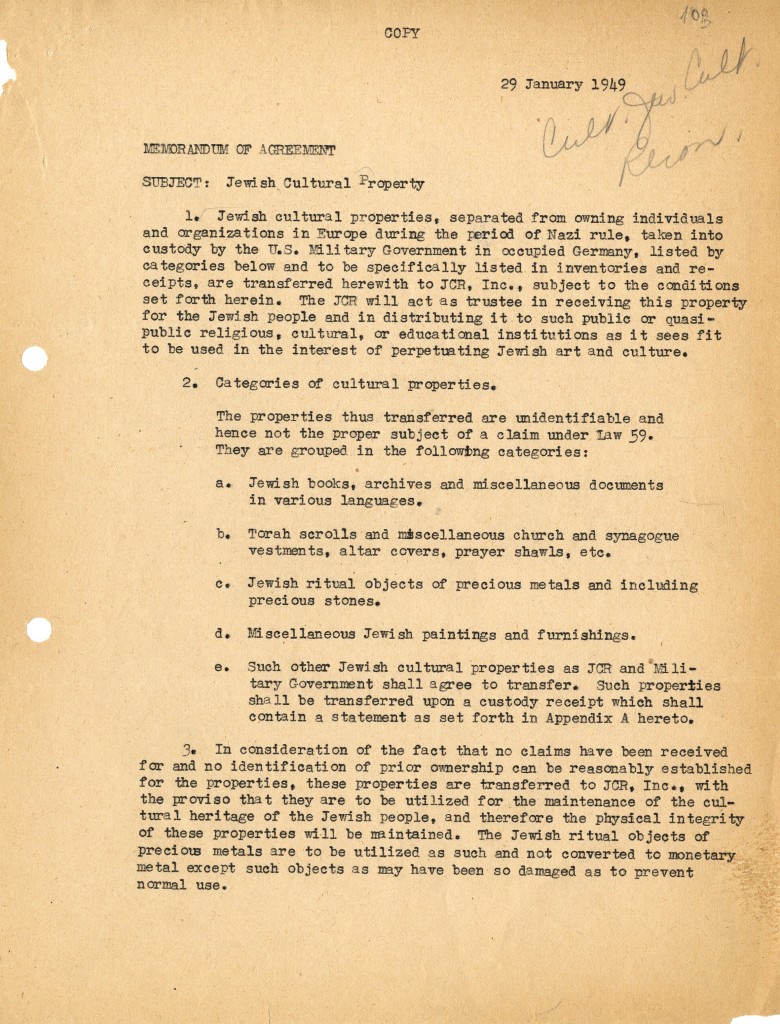 103
COPY
29 January 1949
Cult. Jew. Cult.
Recon.
MEMORANDUM OF AGREEMENT
SUBJECT: Jewish Cultural Property
1. Jewish cultural properties, separated from owning individuals
and organizations in Europe during the period of Nazi rule, taken into
custody by the U.S. Military Government in occupied Germany, listed by
categories below and to be specifically listed in inventories and re-
ceipts, are transferred herewith to JCR, Inc., subject to the conditions
set forth herein. The JCR will act as trustee in receiving this property
for the Jewish people and in distributing it to such public or quasi-
public religious, cultural, or educational institutions as it sees fit
to be used in the interest of perpetuating Jewish art and culture.
2. Categories of cultural properties.
The properties thus transferred are unidentifiable and
hence not the proper subject of a claim under Law 59.
They are grouped in the following categories:
a. Jewish books, archives and miscellaneous documents
in various languages.
b. Torah scrolls and miscellaneous church and synagogue
vestments, altar covers, prayer shawls, etc.
c. Jewish ritual objects of precious metals and including
precious stones.
d. Miscellaneous Jewish paintings and furnishings.
e. Such other Jewish cultural properties as JCR and Mili-
tary Government shall agree to transfer. Such properties
shall be transferred upon a custody receipt which shall
contain a statement as set forth in Appendix A hereto.
3. In consideration of the fact that no claims have been received
for and no identification of prior ownership can be reasonably established
for the properties, these properties are transferred to JCR, Inc., with
the proviso that they are to be utilized for the maintenance of the cul-
tural heritage of the Jewish people, and therefore the physical integrity
of these properties will be maintained. The Jewish ritual objects of
precious metals are to be utilized as such and not converted to monetary
metal except such objects as may have been so damaged as to prevent
normal use.